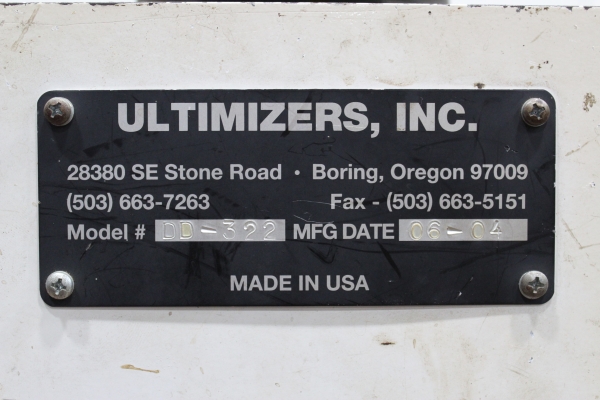 ULTIMIZERS, INC.
28380 SE Stone Road • Boring, Oregon 97009
(503) 663-7263 Fax - (503) 663-5151
Model # DD-322 MFG DATE 06-04
MADE IN USA